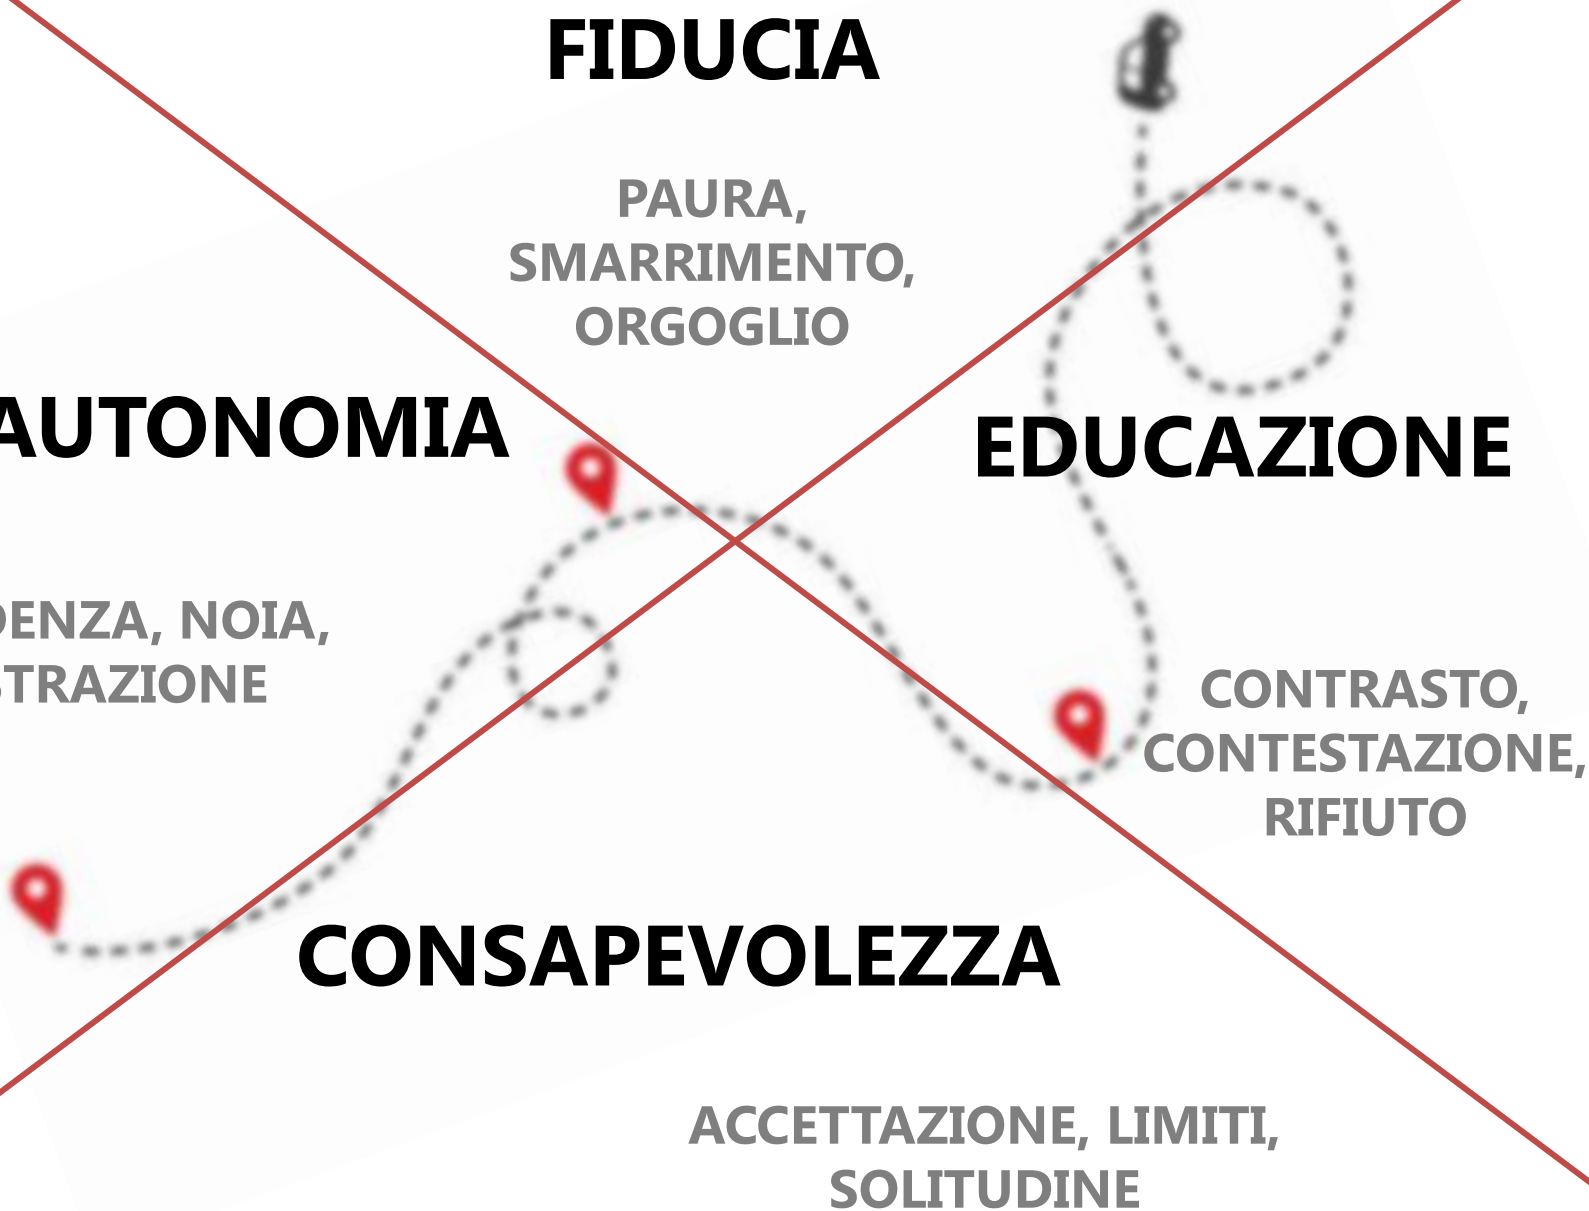 FIDUCIA
PAURA,
SMARRIMENTO,
ORGOGLIO
AUTONOMIA
EDUCAZIONE
NOIA,
CONTRASTO,
CONTESTAZIONE,
RIFIUTO
CONSAPEVOLEZZA
ACCETTAZIONE, LIMITI,
SOLITUDINE